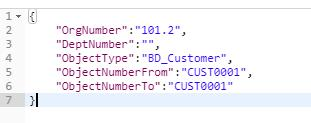 1 {
2 "OrgNumber":"101.2",
3 "DeptNumber":"",
4 "ObjectType":"BD_Customer",
5 "ObjectNumberFrom":"CUST0001",
6 "ObjectNumberTo":"CUST0001"
7 }